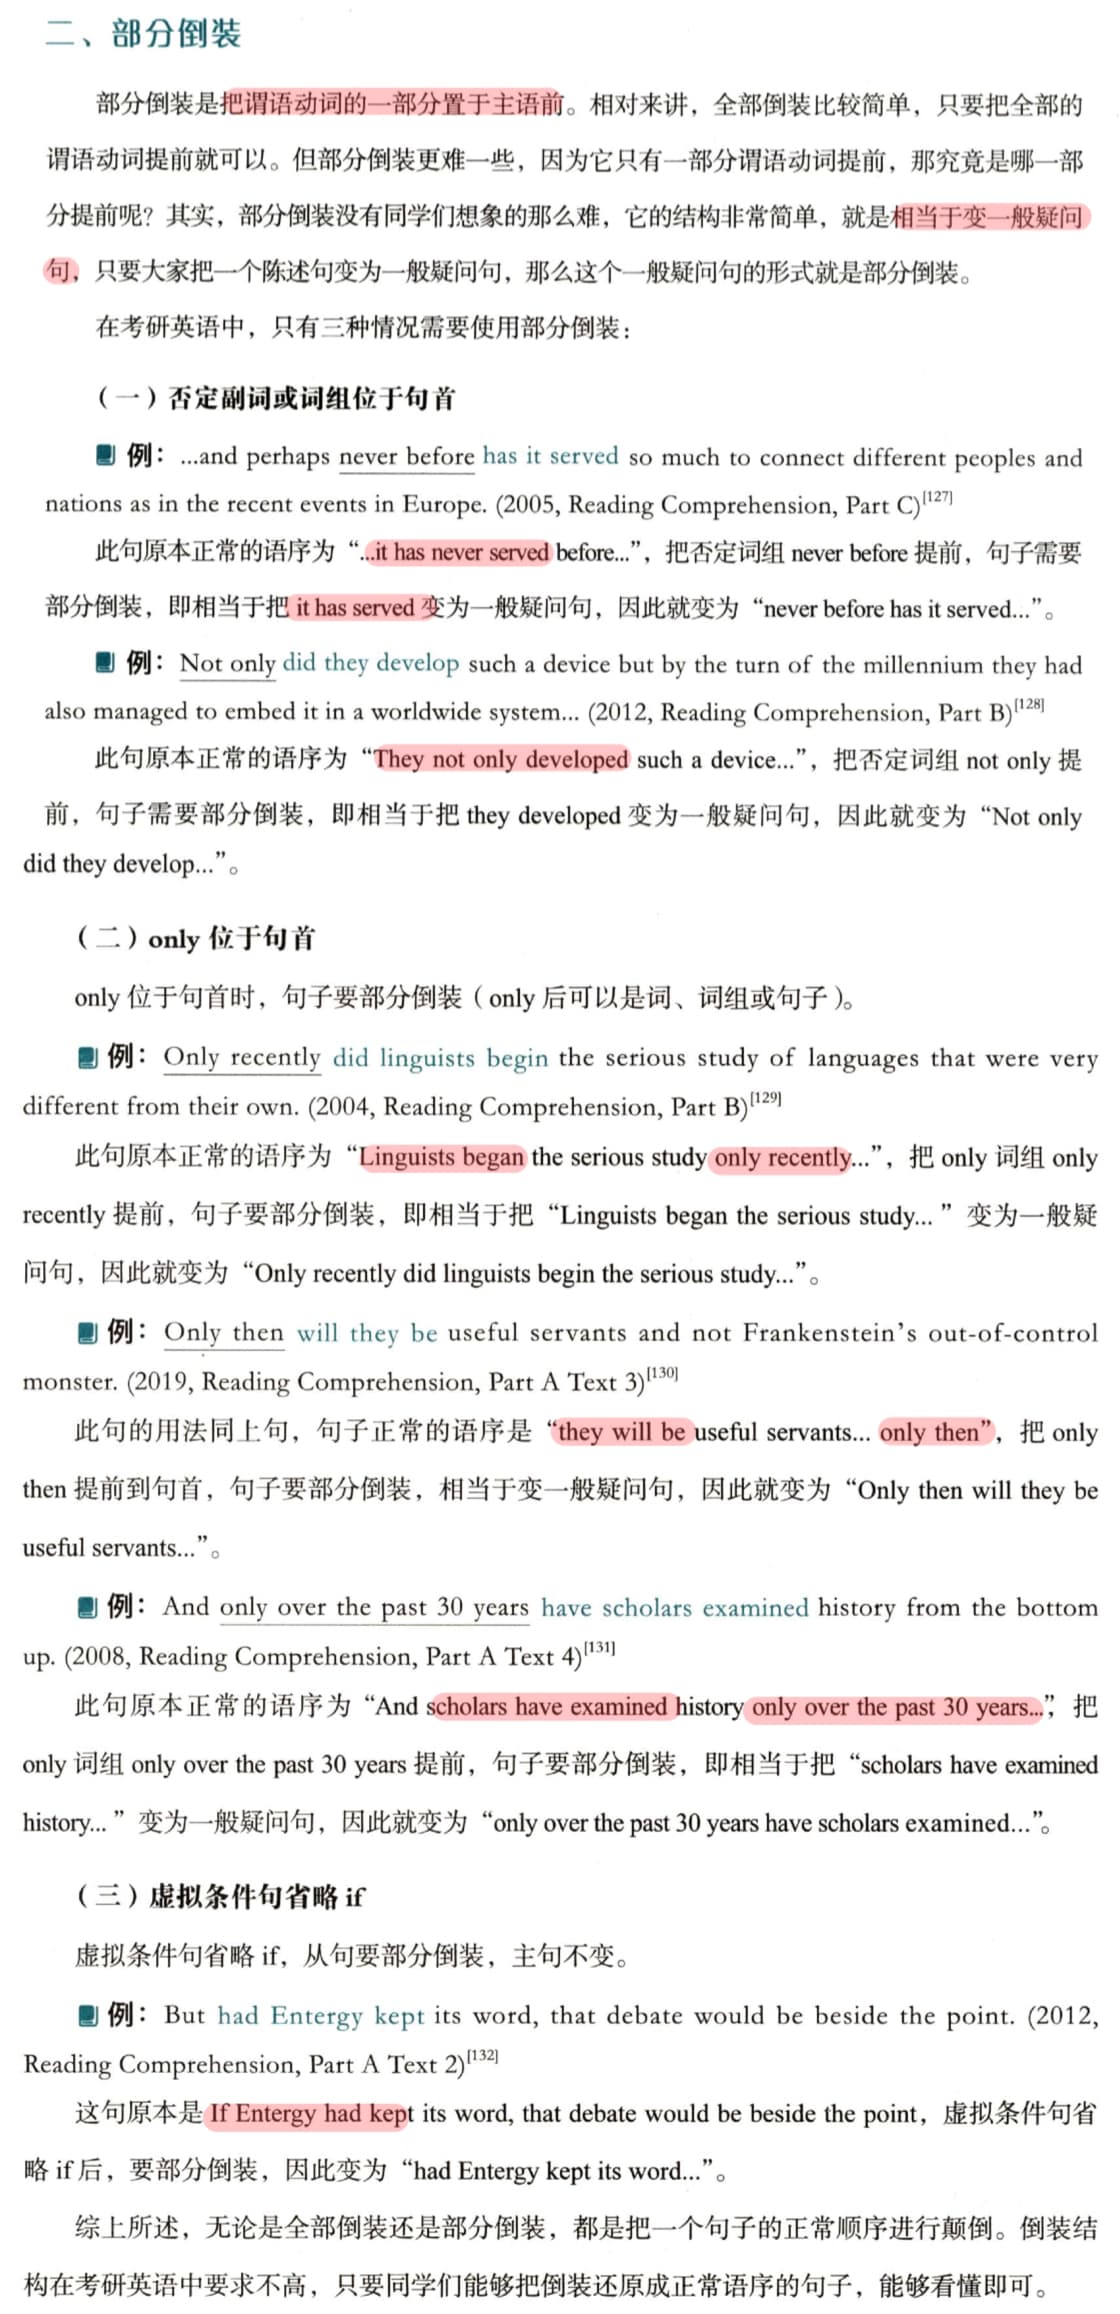 二、部分倒装
部分倒装是把谓语动词的一部分置于主语前。相对来讲，全部倒装比较简单，只要把全部的
谓语动词提前就可以。但部分倒装更难一些，因为它只有一部分谓语动词提前，那究竟是哪一部
分提前呢？其实，部分倒装没有同学们想象的那么难，它的结构非常简单，就是相当于变一般疑问
句，只要大家把一个陈述句变为一般疑问句，那么这个一般疑问句的形式就是部分倒装。
在考研英语中，只有三种情况需要使用部分倒装：
（一）否定副词或词组位于句首
例：...and perhaps never before has it served so much to connect different peoples and
nations as in the recent events in Europe. (2005, Reading Comprehension, Part C)[127]
此句原本正常的语序为“...it has never served before...”，把否定词组 never before 提前，句子需要
部分倒装，即相当于把 it has served 变为一般疑问句，因此就变为“never before has it served...”。
例：Not only did they develop such a device but by the turn of the millennium they had
also managed to embed it in a worldwide system... (2012, Reading Comprehension, Part B)[128]
此句原本正常的语序为“They not only developed such a device...”，把否定词组 not only 提
前，句子需要部分倒装，即相当于把 they developed 变为一般疑问句，因此就变为“Not only
did they develop...”。
（二）only 位于句首
only 位于句首时，句子要部分倒装（only 后可以是词、词组或句子）。
例：Only recently did linguists begin the serious study of languages that were very
different from their own. (2004, Reading Comprehension, Part B)[129]
此句原本正常的语序为“Linguists began the serious study only recently...”，把 only 词组 only
recently 提前，句子要部分倒装，即相当于把“Linguists began the serious study... ”变为一般疑
问句，因此就变为“Only recently did linguists begin the serious study...”。
例：Only then will they be useful servants and not Frankenstein’s out-of-control
monster. (2019, Reading Comprehension, Part A Text 3)[130]
此句的用法同上句，句子正常的语序是“they will be useful servants... only then”，把 only
then 提前到句首，句子要部分倒装，相当于变一般疑问句，因此就变为“Only then will they be
useful servants...”。
例：And only over the past 30 years have scholars examined history from the bottom
up. (2008, Reading Comprehension, Part A Text 4)[131]
此句原本正常的语序为“And scholars have examined history only over the past 30 years...”，把
only 词组 only over the past 30 years 提前，句子要部分倒装，即相当于把“scholars have examined
history... ”变为一般疑问句，因此就变为“only over the past 30 years have scholars examined...”。
（三）虚拟条件句省略 if
虚拟条件句省略 if，从句要部分倒装，主句不变。
例：But had Entergy kept its word, that debate would be beside the point. (2012,
Reading Comprehension, Part A Text 2)[132]
这句原本是 If Entergy had kept its word, that debate would be beside the point，虚拟条件句省
略 if 后，要部分倒装，因此变为“had Entergy kept its word...”。
综上所述，无论是全部倒装还是部分倒装，都是把一个句子的正常顺序进行颠倒。倒装结
构在考研英语中要求不高，只要同学们能够把倒装还原成正常语序的句子，能够看懂即可。